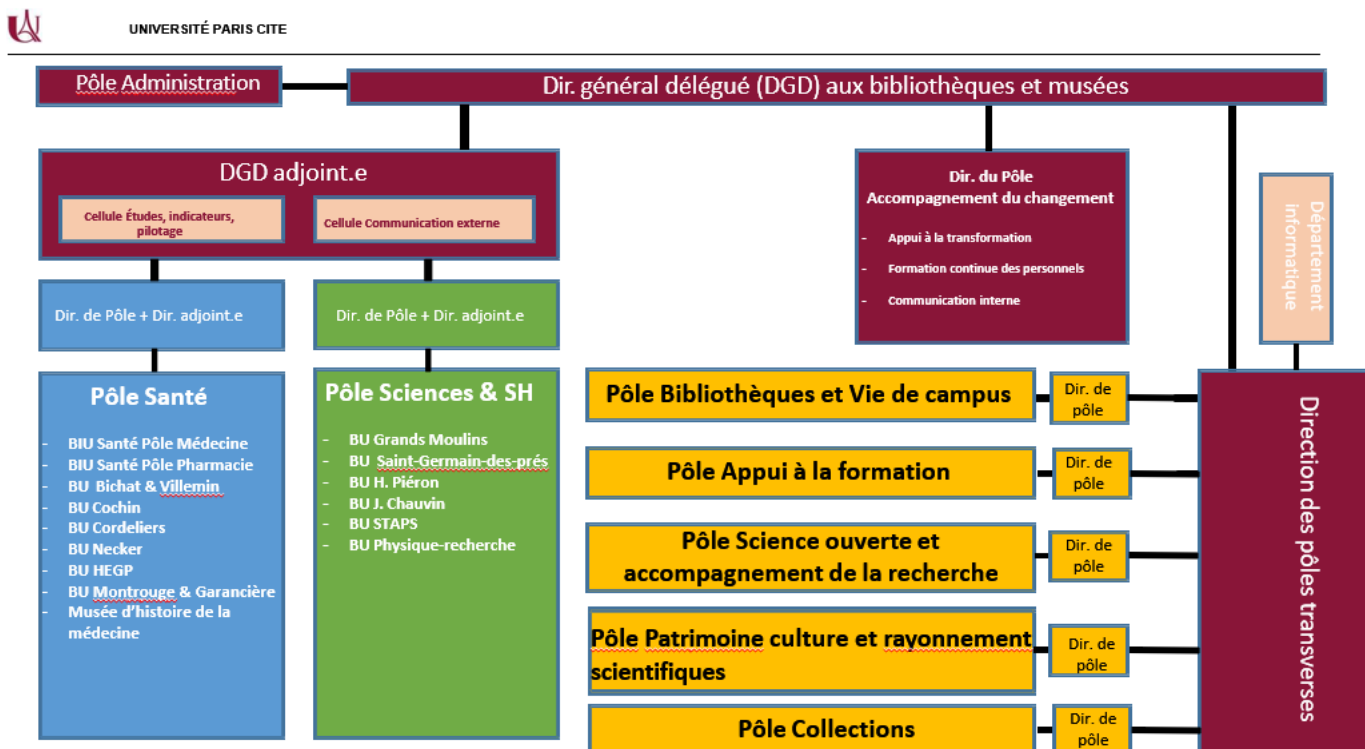 UNIVERSITÉ PARIS CITE
Pôle Administration
Dir. général délégué (DGD) aux bibliothèques et musées
DGD adjoint.e
Cellule Études, indicateurs,
pilotage
Cellule Communication externe
Dir. du Pôle
Accompagnement du changement
- Appui à la transformation
- Formation continue des personnels
- Communication interne
Département
informatique
Dir. de Pôle + Dir. adjoint.e
Dir. de Pôle + Dir. adjoint.e
Pôle Santé
- BIU Santé Pôle Médecine
- BIU Santé Pôle Pharmacie
- BU Bichat & Villemin
- BU Cochin
- BU Cordeliers
- BU Necker
- BU HEGP
- BU Montrouge & Garancière
- Musée d'histoire de la
médecine
Pôle Sciences & SH
- BU Grands Moulins
- BU Saint-Germain-des-prés
- BU H. Piéron
- BU J. Chauvin
- BU STAPS
- BU Physique-recherche
Pôle Bibliothèques et Vie de campus
Dir. de
pôle
Pôle Appui à la formation
Dir. de
pôle
Pôle Science ouverte et
accompagnement de la recherche
Dir. de
pôle
Pôle Patrimoine culture et rayonnement
scientifiques
Dir. de
pôle
Pôle Collections
Dir. de
pôle
Direction des pôles transverses